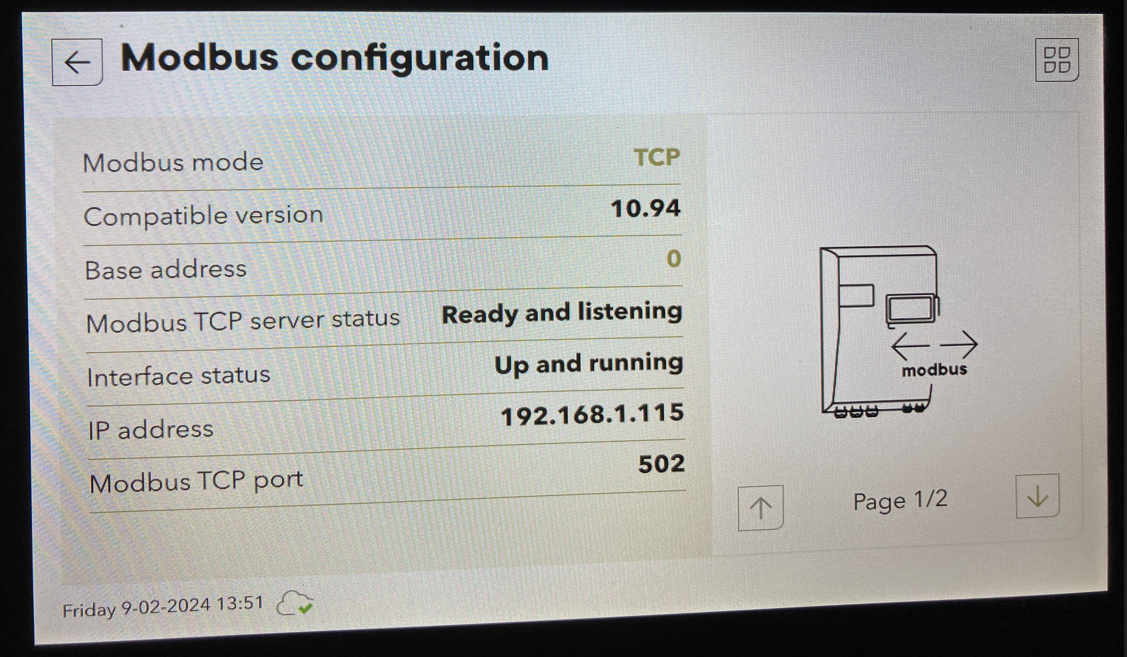 Modbus configuration
Modbus mode TCP
Compatible version 10.94
Base address 0
Modbus TCP server status Ready and listening
Interface status Up and running
IP address 192.168.1.115
Modbus TCP port 502
modbus
Page 1/2
Friday 9-02-2024 13:51